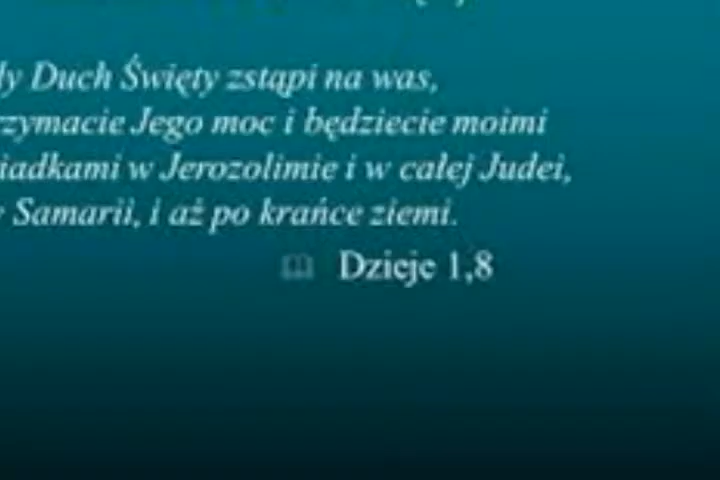 Duch Święty zstąpi na was,
Jego moc i będziecie moimi
w Jerozolimie i w całej Judei,
Samarii, i aż po krańce ziemi.
Dzieje 1,8